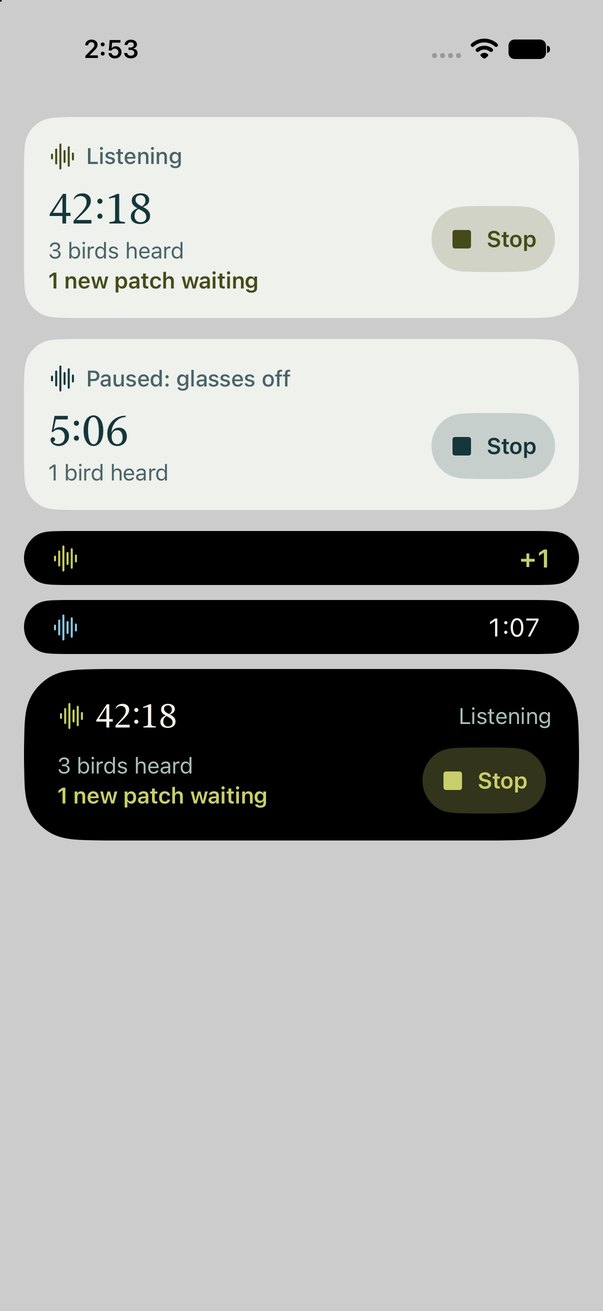 2:53
Listening
42:18
3 birds heard
1 new patch waiting
Stop
Paused: glasses off
5:06
1 bird heard
Stop
+1
1:07
42:18
Listening
3 birds heard
1 new patch waiting
Stop